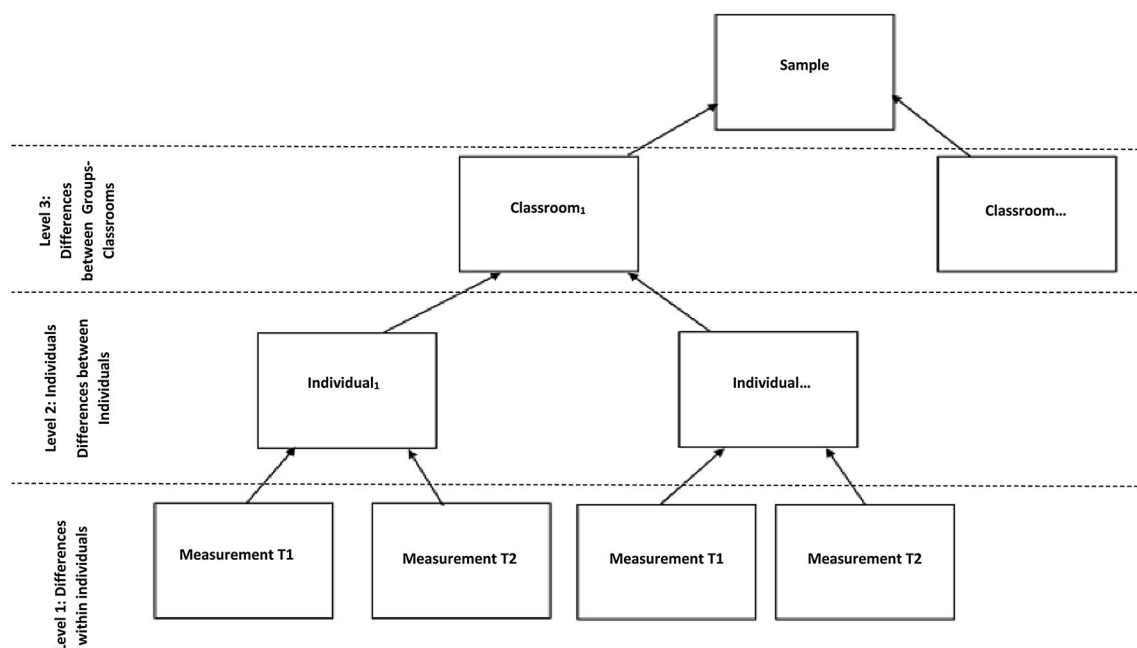 Sample
Level 3:
Differences
between Groups-
Classrooms
Classroom₁
Classroom...
Level 2: Individuals
Differences between
Individuals
Individual₁
Individual...
Level 1: Differences
within individuals
Measurement T1
Measurement T2
Measurement T1
Measurement T2